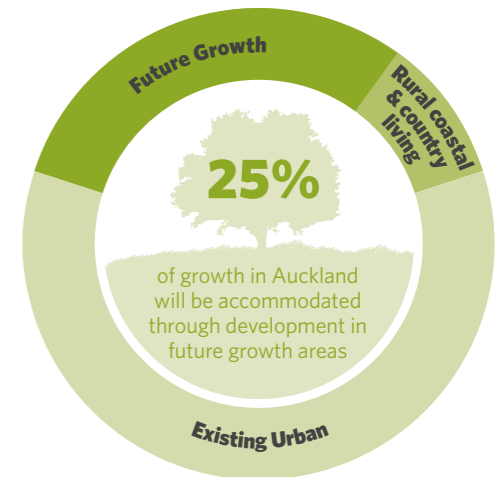 Future Growth
Rural coastal
& country
living
25%
of growth in Auckland
will be accommodated
through development in
future growth areas
Existing Urban